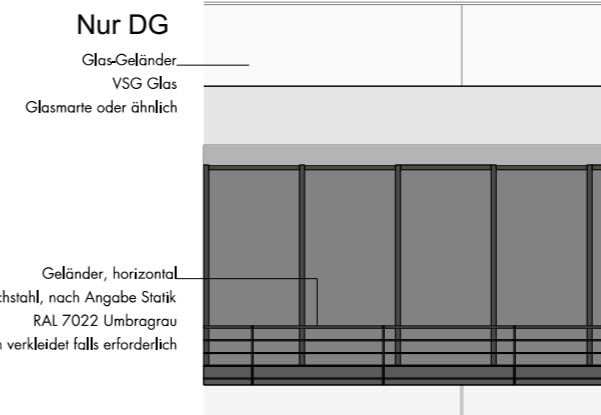 Nur DG
Glas-Geländer
VSG Glas
Glasmarte oder ähnlich
Geländer, horizontal
nach Angabe Statik
RAL 7022 Umbragrau
verkleidet falls erforderlich